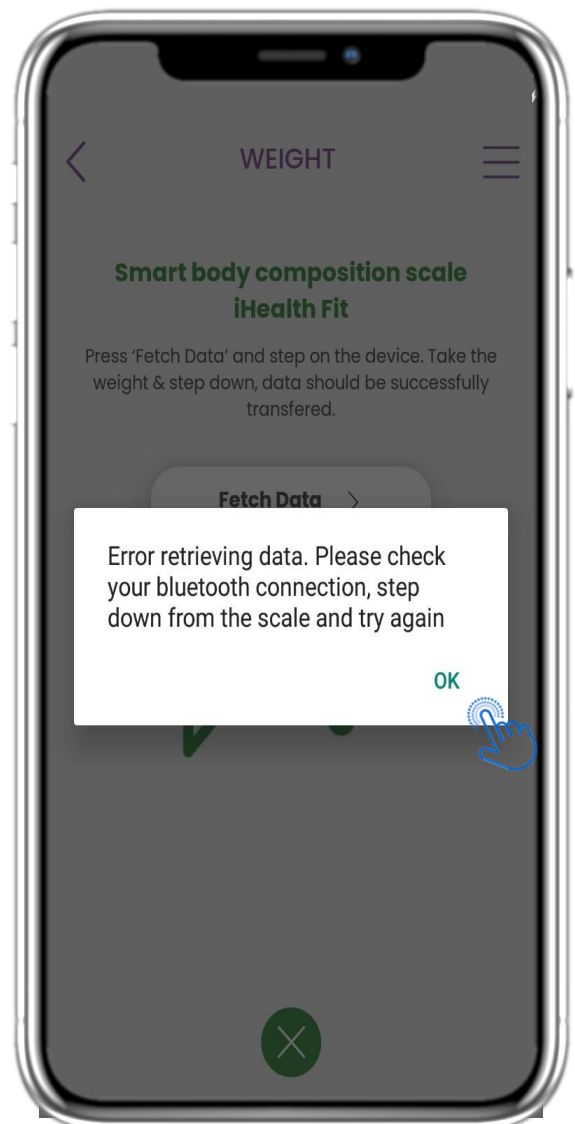 WEIGHT
Smart body composition scale
iHealth Fit
Press ‘Fetch Data’ and step on the device. Take the
weight & step down, data should be successfully
transfered.
Fetch Data
Error retrieving data. Please check
your bluetooth connection, step
down from the scale and try again
OK